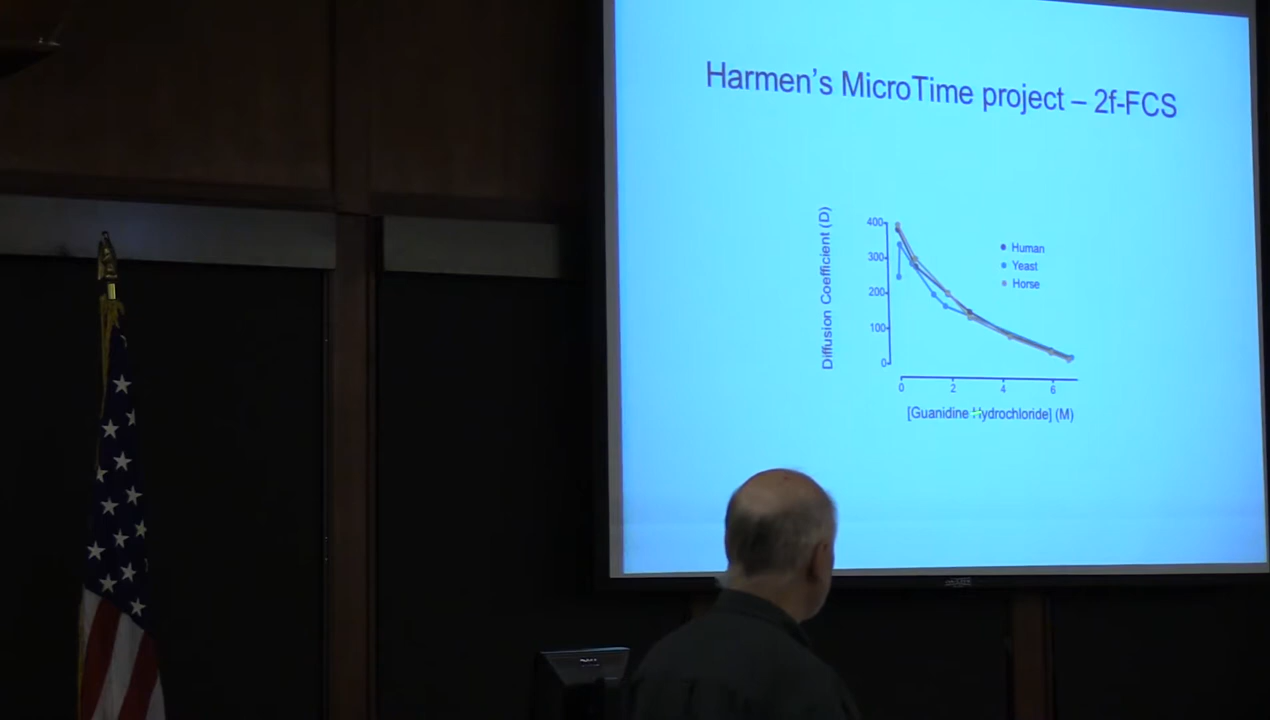 Harmen's MicroTime project – 2f-FCS
Diffusion Coefficient (D)
400
300
200
100
0
Human
Yeast
Horse
0 2 4 6
[Guanidine Hydrochloride] (M)